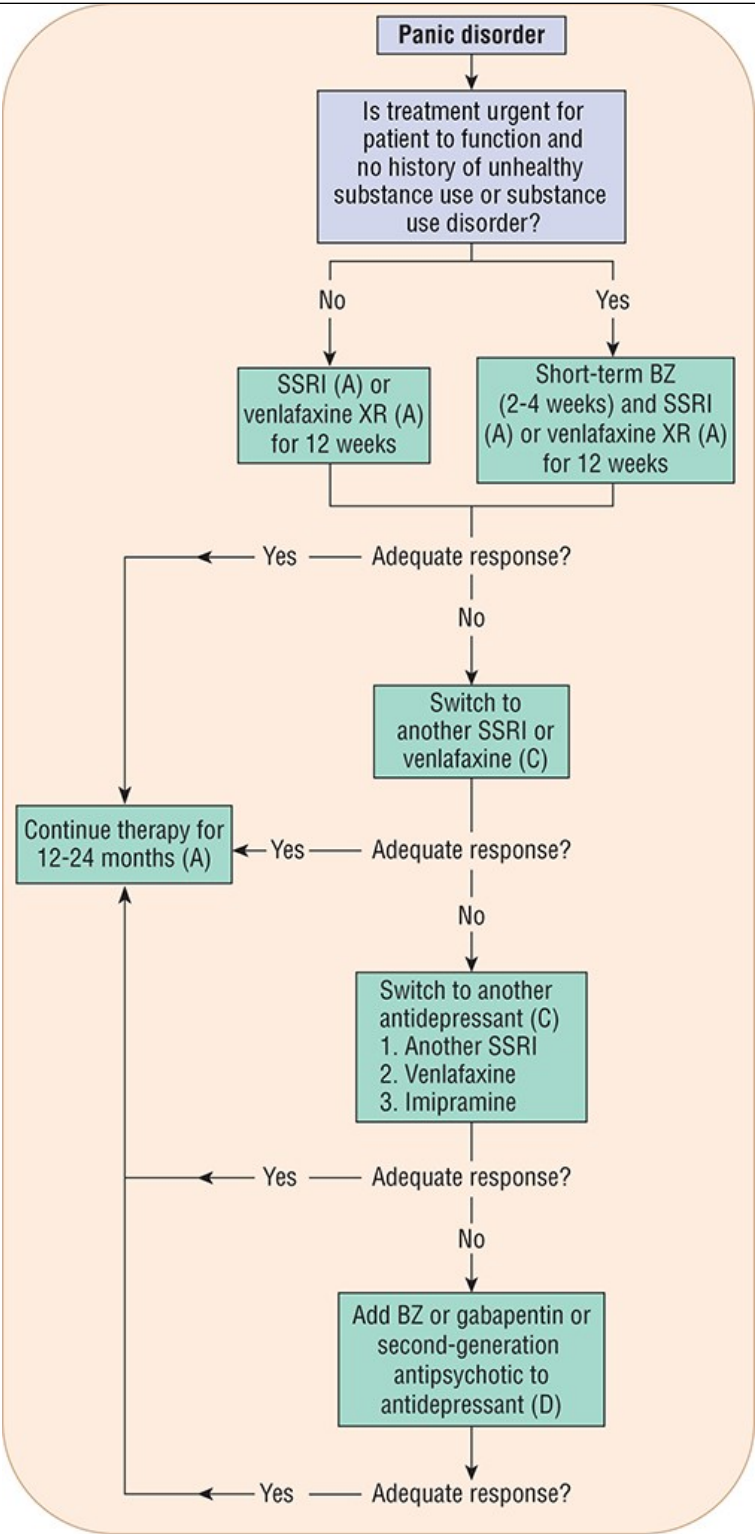 Panic disorder
Is treatment urgent for
patient to function and
no history of unhealthy
substance use or substance
use disorder?
No
Yes
SSRI (A) or
venlafaxine XR (A)
for 12 weeks
Short-term BZ
(2-4 weeks) and SSRI
(A) or venlafaxine XR (A)
for 12 weeks
Yes
Adequate response?
No
Switch to
another SSRI or
venlafaxine (C)
Continue therapy for
12-24 months (A)
Yes
Adequate response?
No
Switch to another
antidepressant (C)
1. Another SSRI
2. Venlafaxine
3. Imipramine
Yes
Adequate response?
No
Add BZ or gabapentin or
second-generation
antipsychotic to
antidepressant (D)
Yes
Adequate response?